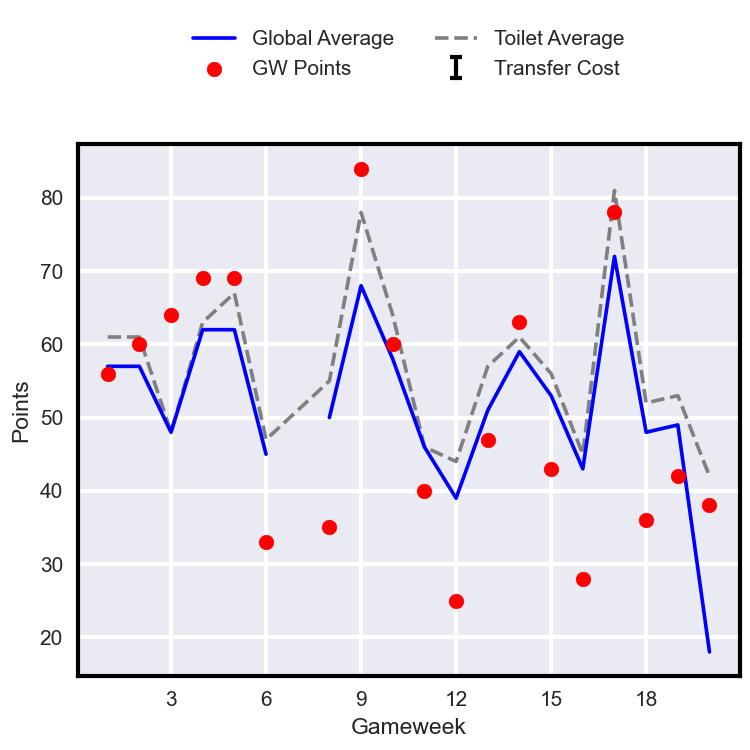 Global Average
Toilet Average
GW Points
Transfer Cost
80
70
60
50
40
30
20
Points
3 6 9 12 15 18
Gameweek